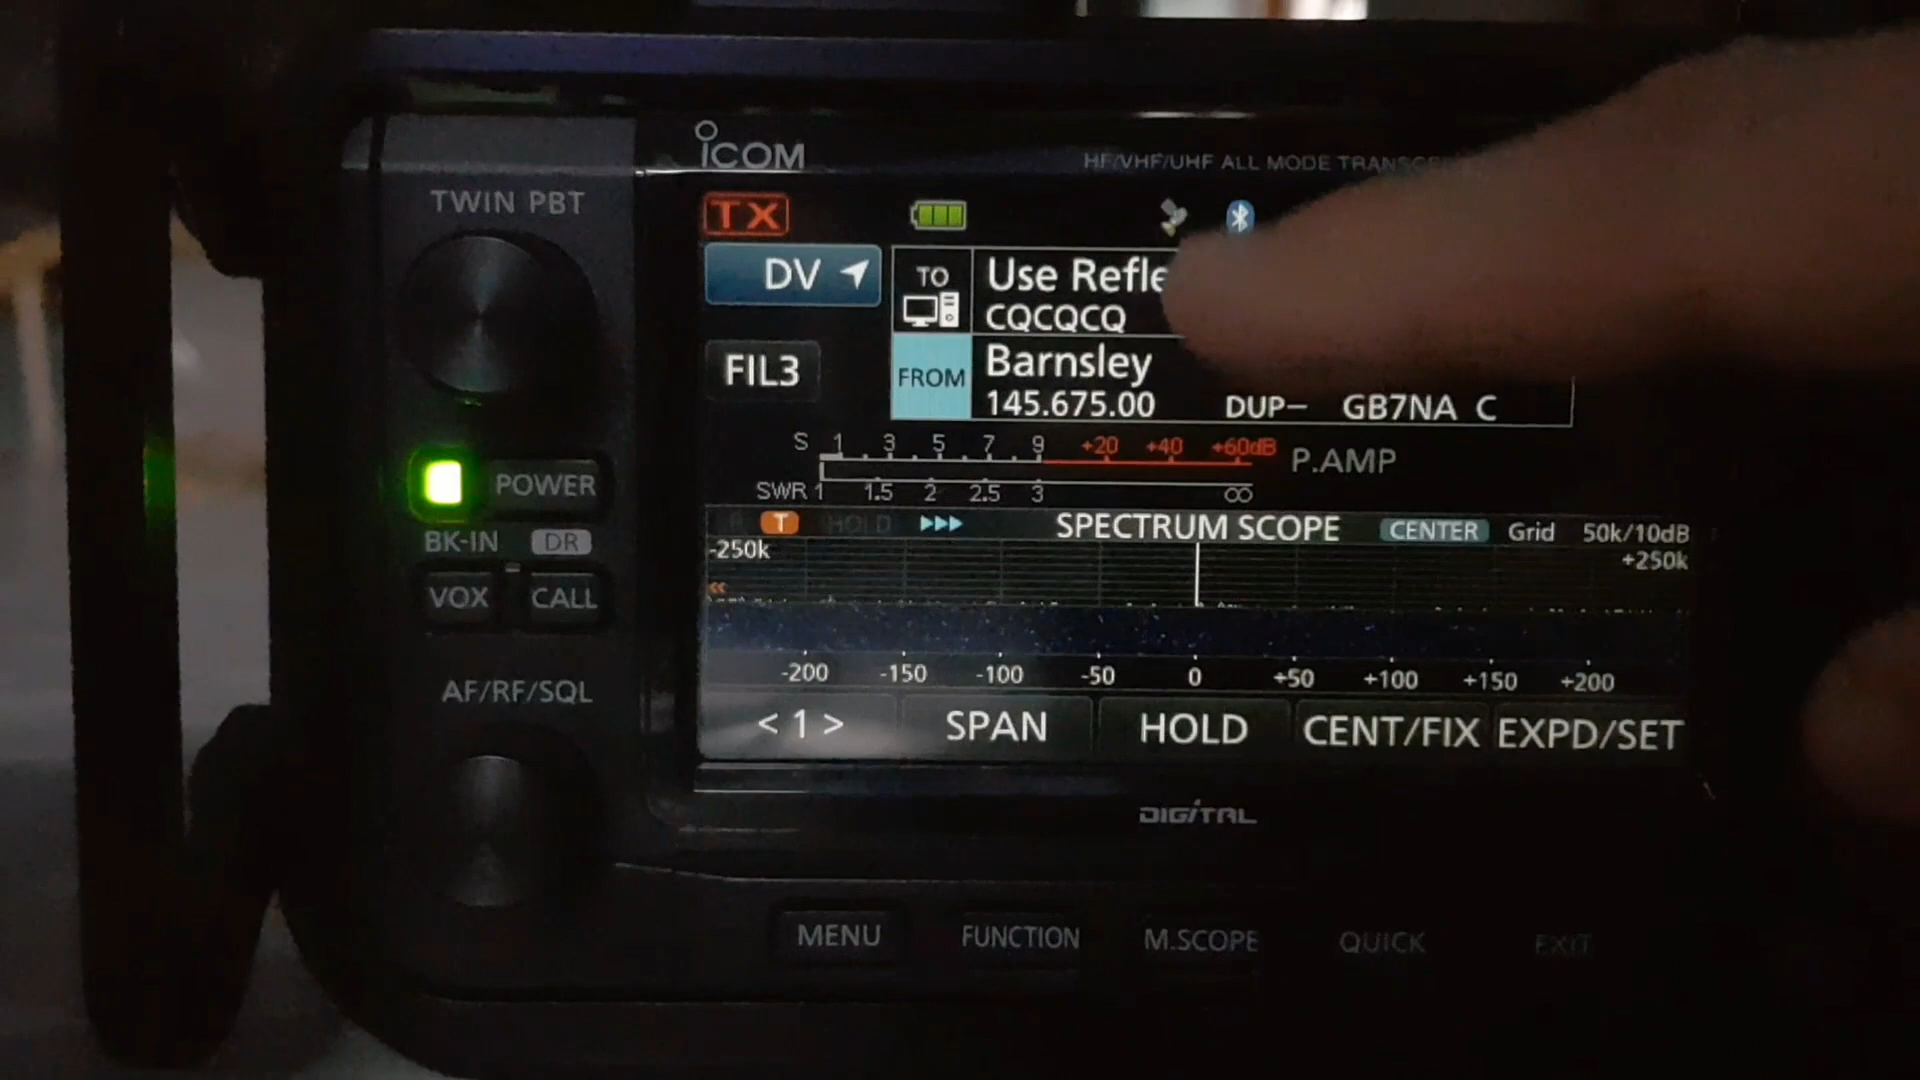 ICOM
HF/VHF/UHF ALL MODE
TWIN PBT
TX
DV
TO
Use Refle
CQCQCQ
FIL3
FROM
Barnsley
145.675.00 DUP− GB7NA C
S 1 3 5 7 9 +20 +40 +60dB P.AMP
SWR 1 1.5 2 2.5 3 ∞
POWER
T HOLD SPECTRUM SCOPE CENTER Grid 50k/10dB
BK-IN DR
-250k +250k
VOX CALL
-200 -150 -100 -50 0 +50 +100 +150 +200
AF/RF/SQL
< 1 > SPAN HOLD CENT/FIX EXPD/SET
DIGITAL
MENU FUNCTION M.SCOPE QUICK EXIT